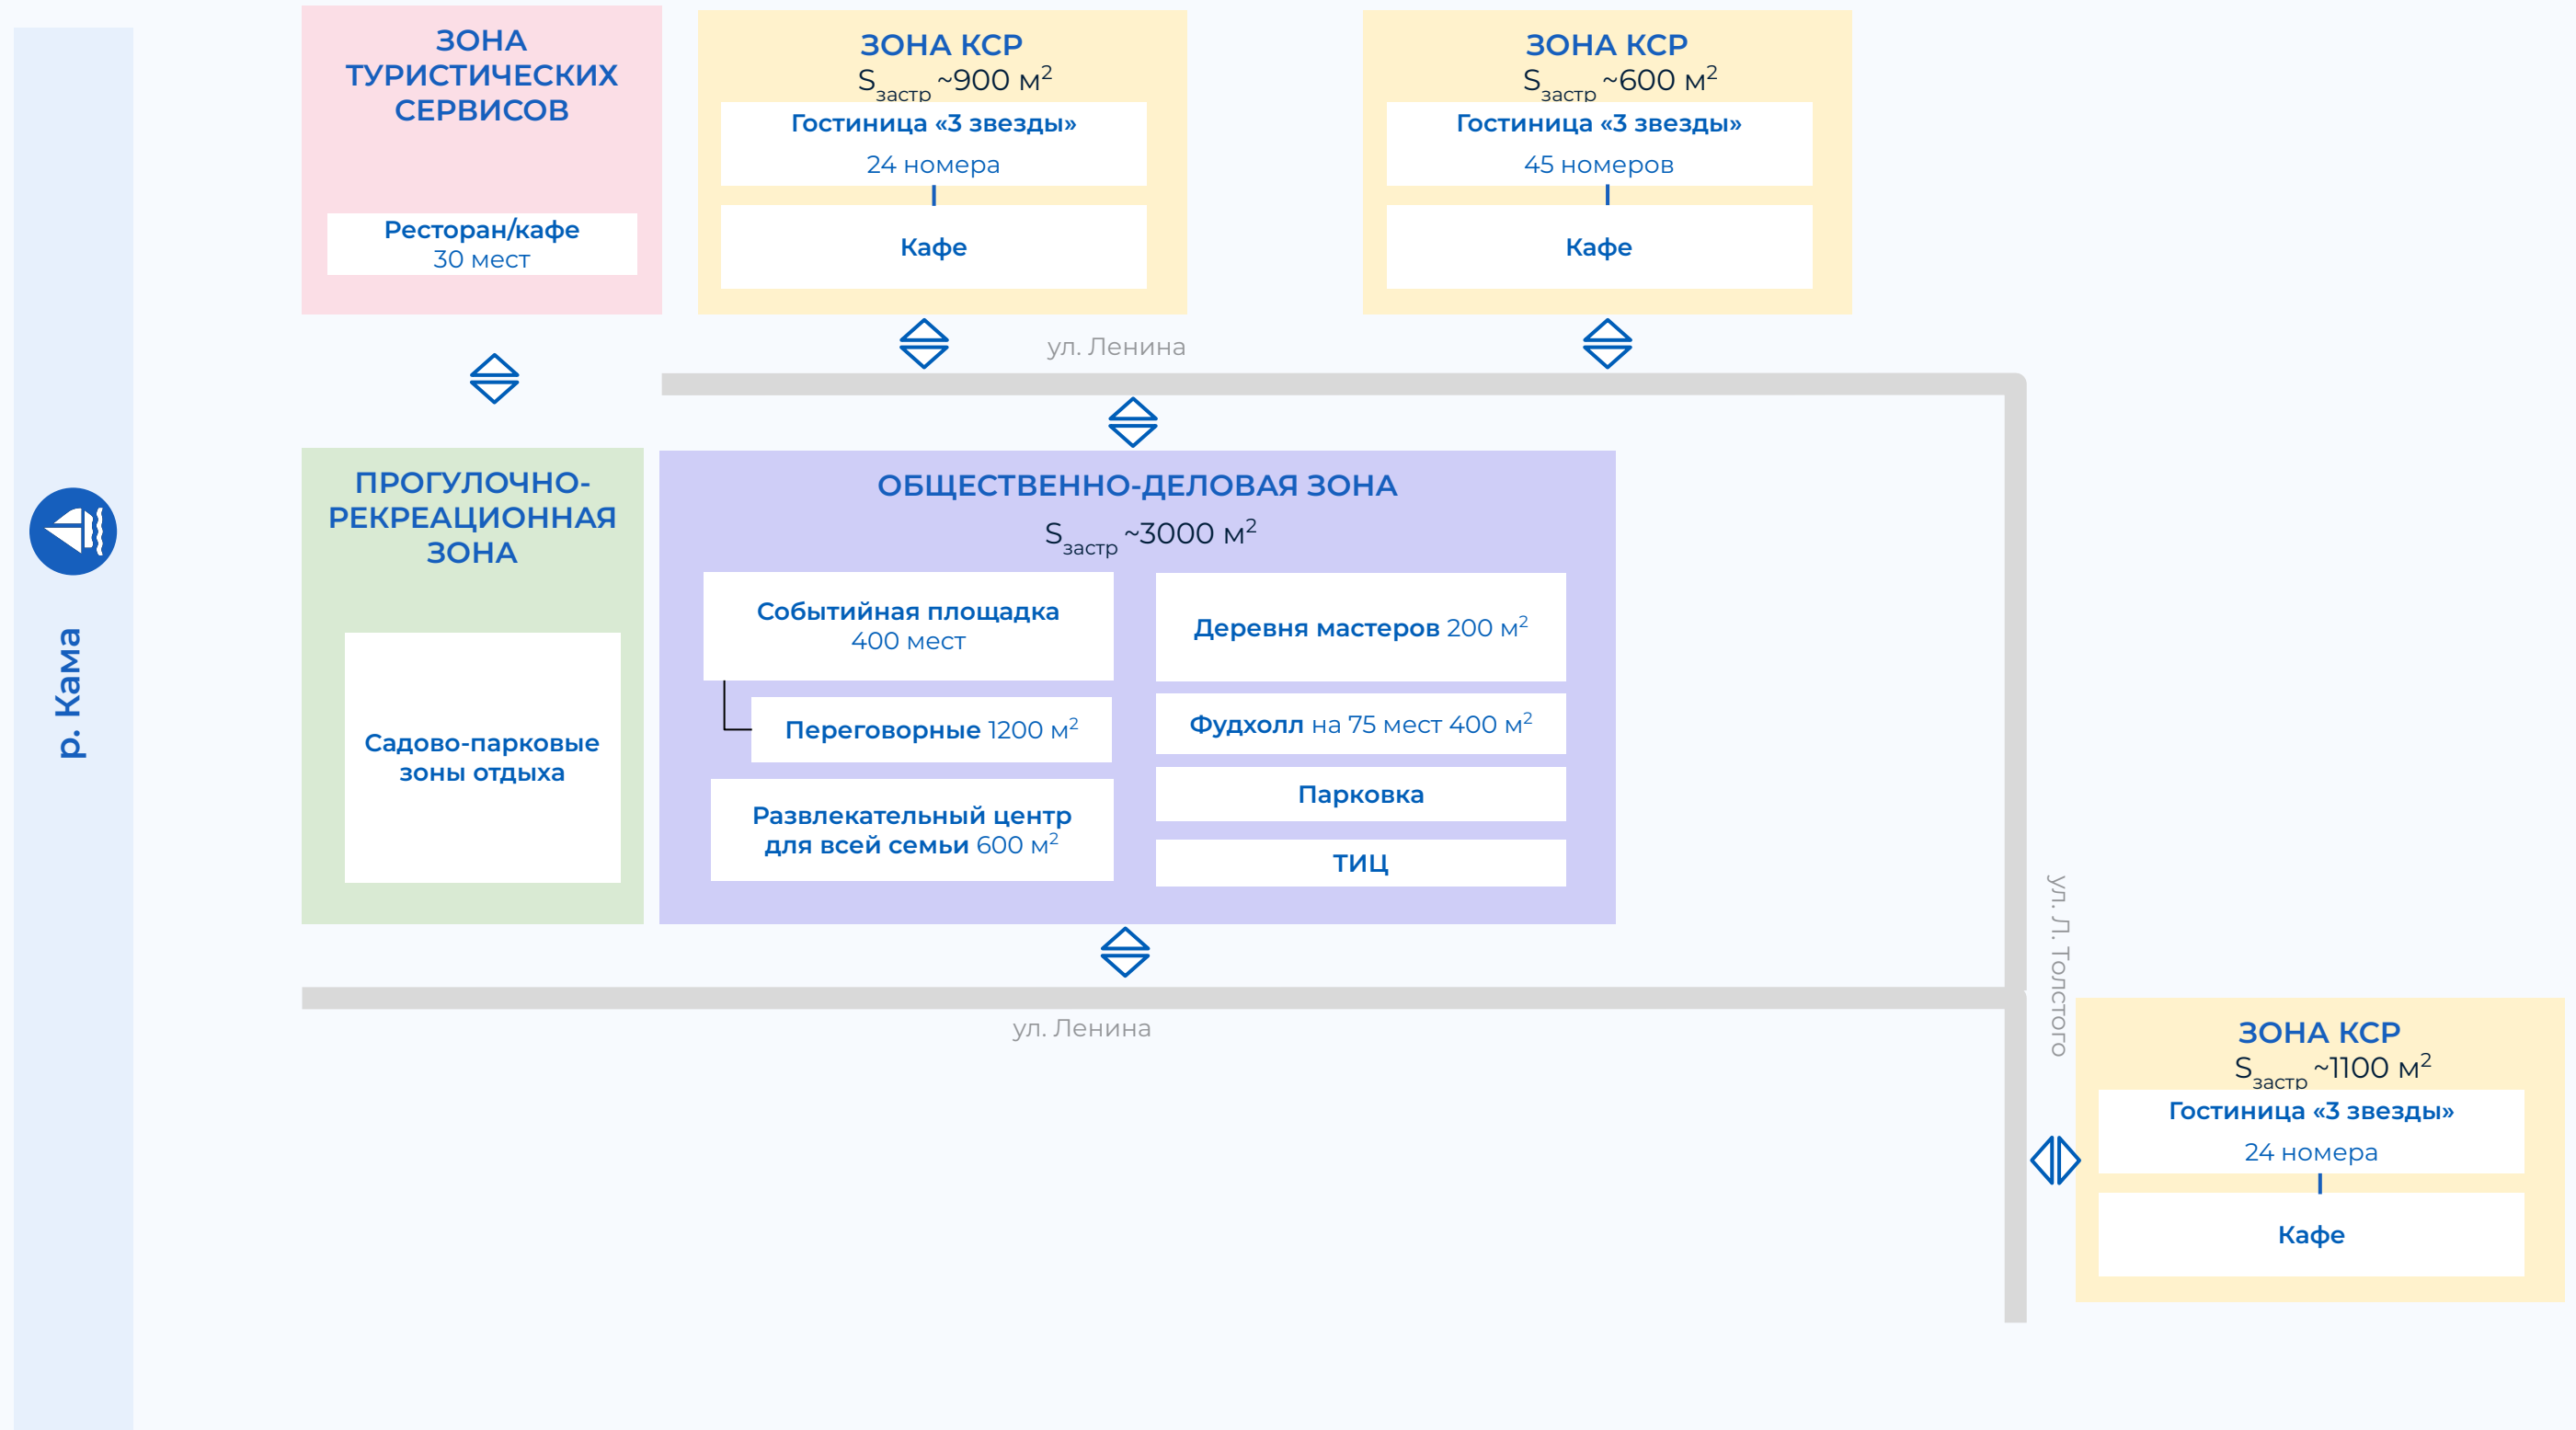 ЗОНА
ТУРИСТИЧЕСКИХ
СЕРВИСОВ
Ресторан/кафе
30 мест
ЗОНА КСР
Sзастр ~900 м²
Гостиница «3 звезды»
24 номера
Кафе
ЗОНА КСР
Sзастр ~600 м²
Гостиница «3 звезды»
45 номеров
Кафе
ул. Ленина
р. Кама
ПРОГУЛОЧНО-
РЕКРЕАЦИОННАЯ
ЗОНА
Садово-парковые
зоны отдыха
ОБЩЕСТВЕННО-ДЕЛОВАЯ ЗОНА
Sзастр ~3000 м²
Событийная площадка
400 мест
Переговорные 1200 м²
Развлекательный центр
для всей семьи 600 м²
Деревня мастеров 200 м²
Фудхолл на 75 мест 400 м²
Парковка
ТИЦ
ул. Ленина
ул. Л. Толстого
ЗОНА КСР
Sзастр ~1100 м²
Гостиница «3 звезды»
24 номера
Кафе